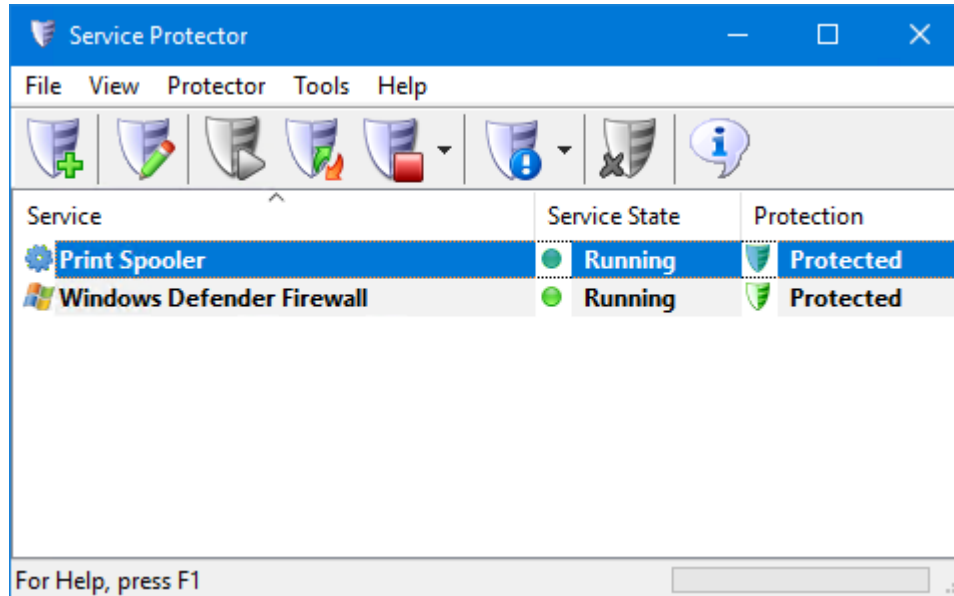 Service Protector
File View Protector Tools Help
Service Service State Protection
Print Spooler Running Protected
Windows Defender Firewall Running Protected
For Help, press F1